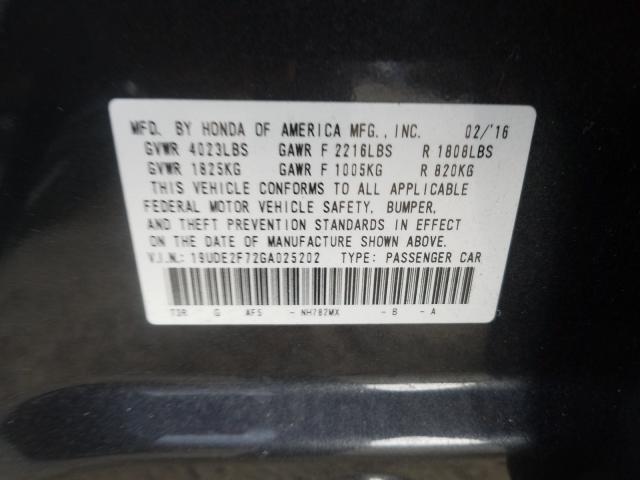 MFD. BY HONDA OF AMERICA MFG., INC. 02/'16
GVWR 4023LBS GAWR F 2216LBS R 1808LBS
GVWR 1825KG GAWR F 1005KG R 820KG
THIS VEHICLE CONFORMS TO ALL APPLICABLE
FEDERAL MOTOR VEHICLE SAFETY, BUMPER,
AND THEFT PREVENTION STANDARDS IN EFFECT
ON THE DATE OF MANUFACTURE SHOWN ABOVE.
V.I.N.: 19UDE2F72GA025202 TYPE: PASSENGER CAR
TDR G AFS - NH782MX - B - A